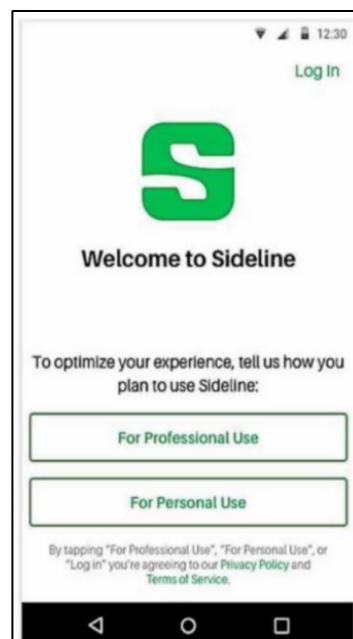 12:30
Log In
Welcome to Sideline
To optimize your experience, tell us how you
plan to use Sideline:
For Professional Use
For Personal Use
By tapping "For Professional Use", "For Personal Use", or
"Log in" you're agreeing to our Privacy Policy and
Terms of Service.